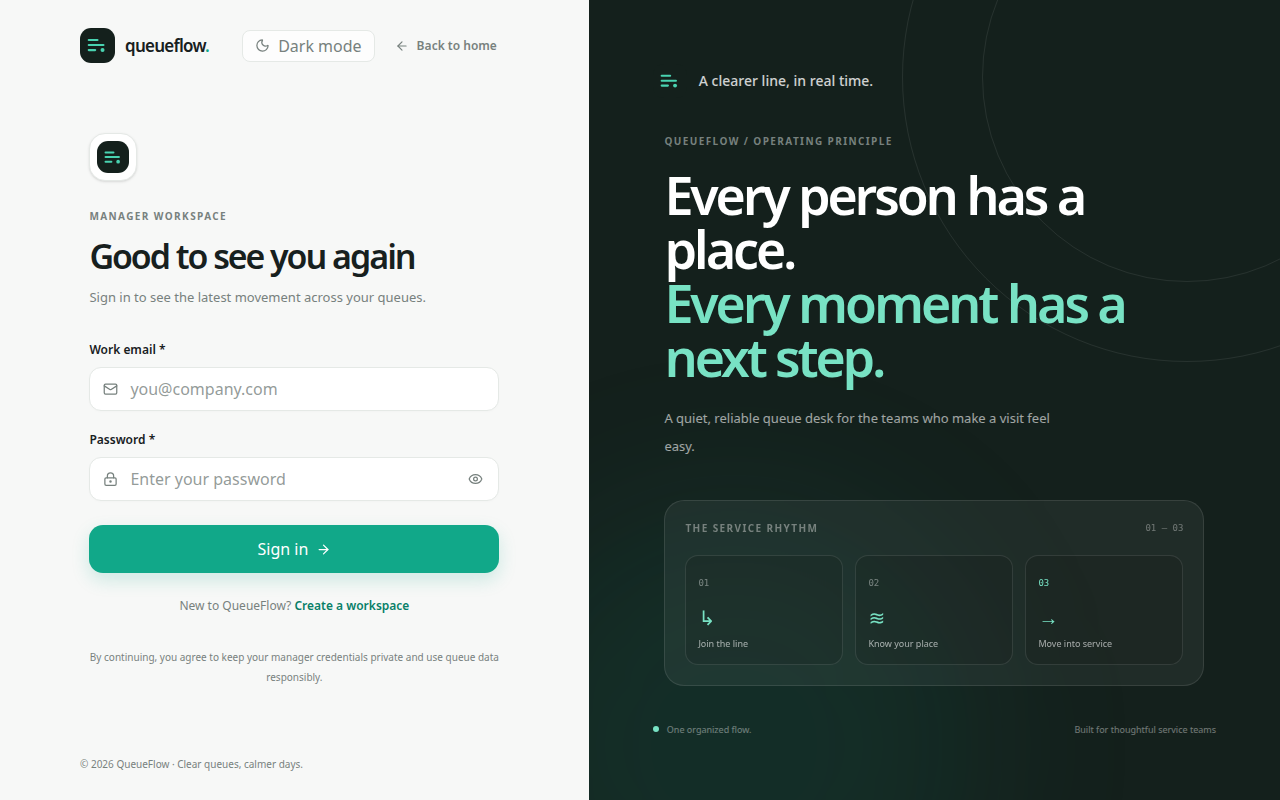 queueflow.
Dark mode
Back to home
MANAGER WORKSPACE
Good to see you again
Sign in to see the latest movement across your queues.
Work email *
you@company.com
Password *
Enter your password
Sign in →
New to QueueFlow? Create a workspace
By continuing, you agree to keep your manager credentials private and use queue data
responsibly.
© 2026 QueueFlow · Clear queues, calmer days.
A clearer line, in real time.
QUEUEFLOW / OPERATING PRINCIPLE
Every person has a
place.
Every moment has a
next step.
A quiet, reliable queue desk for the teams who make a visit feel
easy.
THE SERVICE RHYTHM
01 — 03
01
↳
Join the line
02
≋
Know your place
03
→
Move into service
One organized flow.
Built for thoughtful service teams